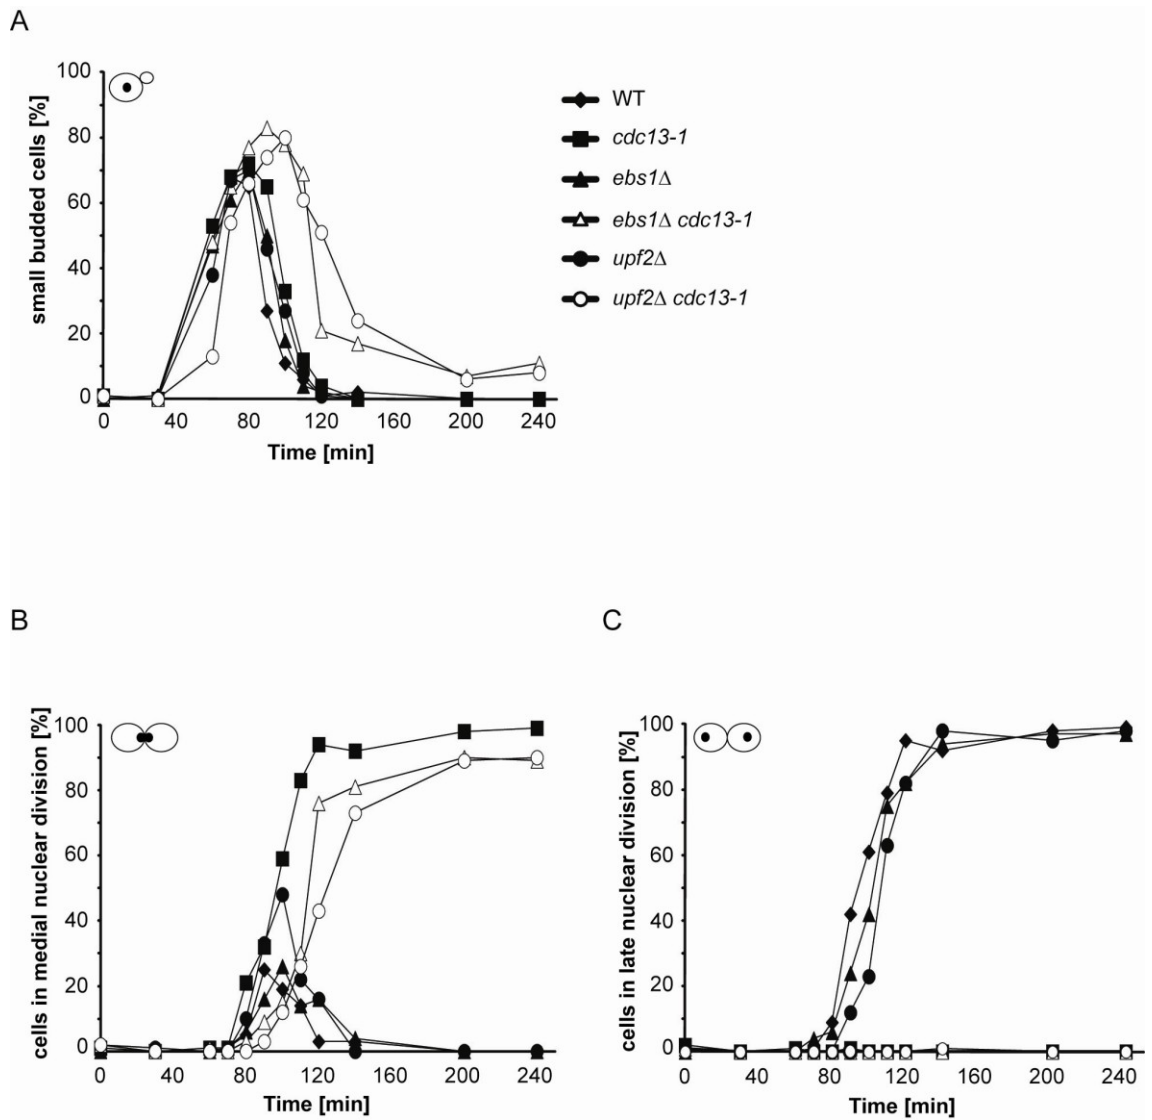 A
small budded cells [%]
100
80
60
40
20
0
0 40 80 120 160 200 240
Time [min]
WT
cdc13-1
ebs1Δ
ebs1Δ cdc13-1
upf2Δ
upf2Δ cdc13-1
B
cells in medial nuclear division [%]
100
80
60
40
20
0
0 40 80 120 160 200 240
Time [min]
C
cells in late nuclear division [%]
100
80
60
40
20
0
0 40 80 120 160 200 240
Time [min]